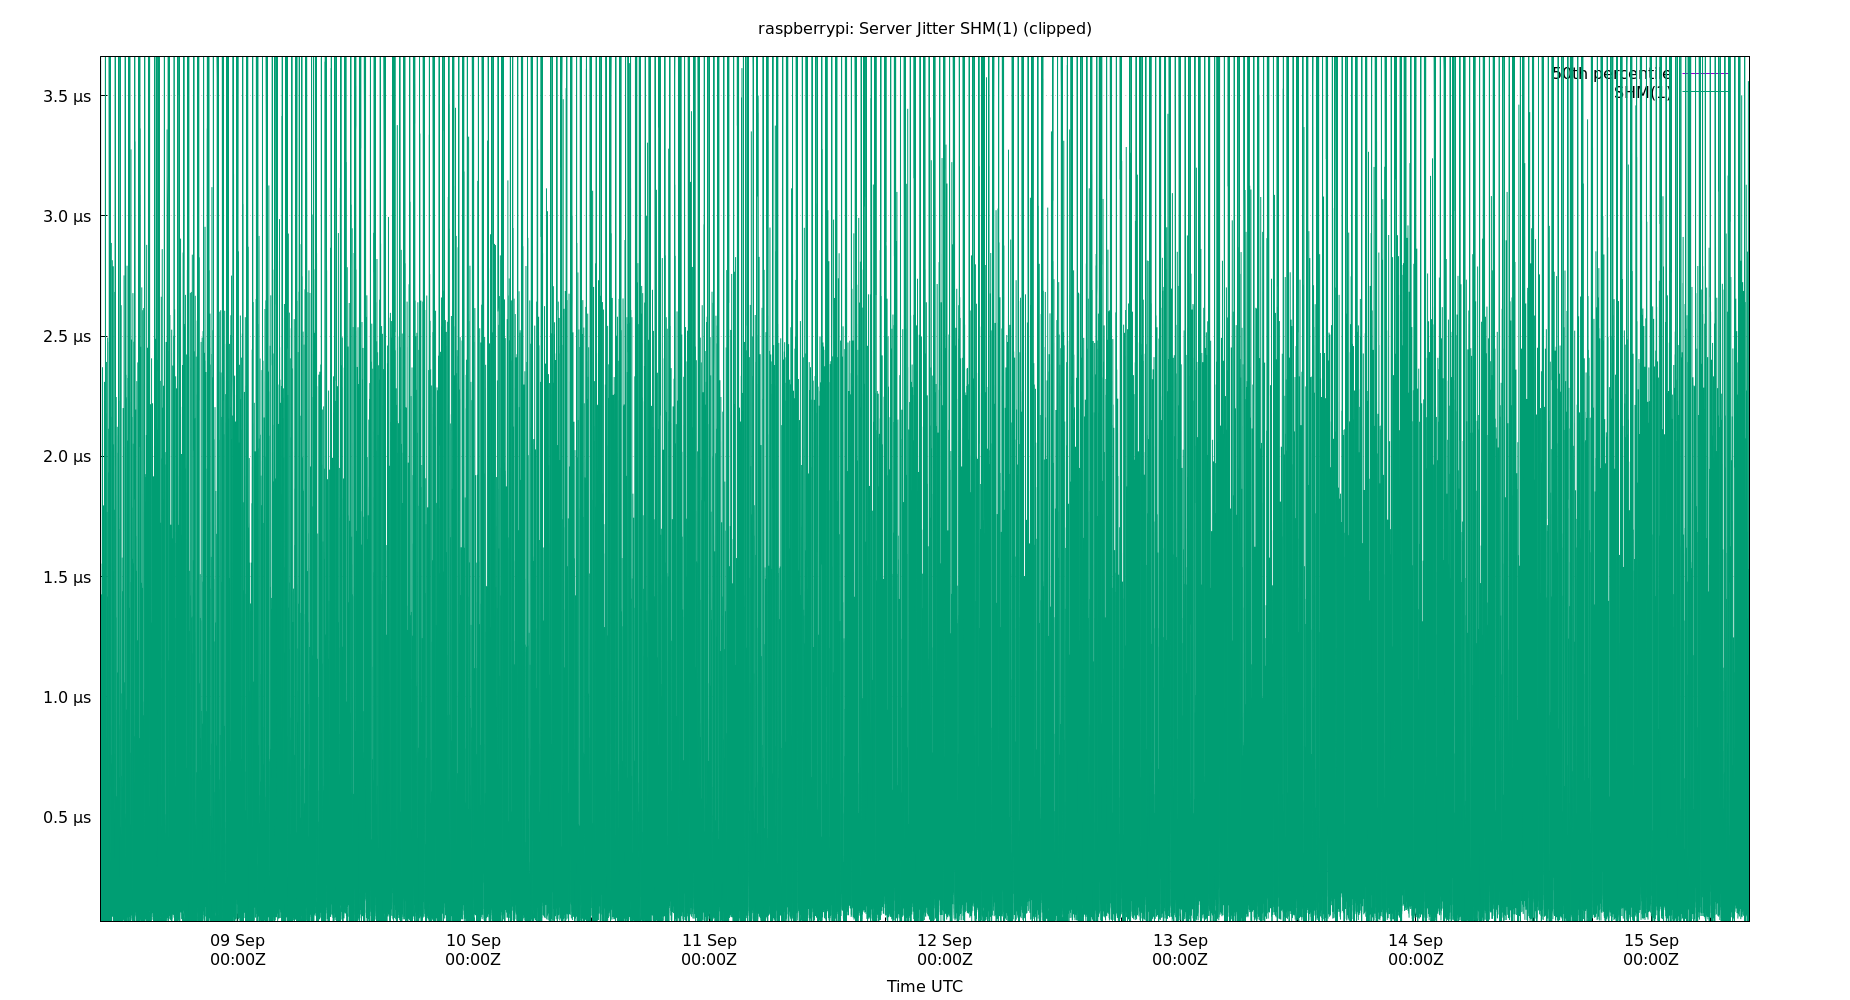 raspberrypi: Server Jitter SHM(1) (clipped)
50th percentile
SHM(1)
3.5 µs
3.0 µs
2.5 µs
2.0 µs
1.5 µs
1.0 µs
0.5 µs
09 Sep 10 Sep 11 Sep 12 Sep 13 Sep 14 Sep 15 Sep
00:00Z 00:00Z 00:00Z 00:00Z 00:00Z 00:00Z 00:00Z
Time UTC